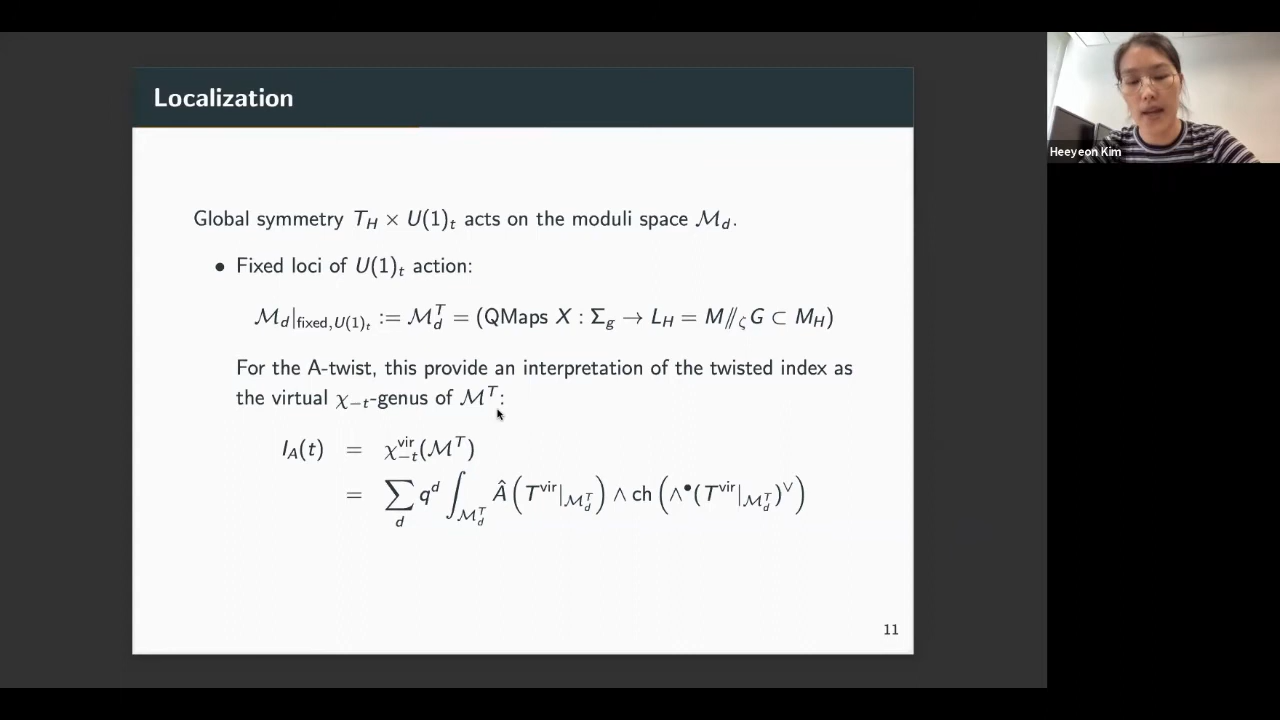 Localization
Global symmetry T_H × U(1)_t acts on the moduli space ℳ_d.
• Fixed loci of U(1)_t action:
ℳ_d|_{fixed,U(1)_t} := ℳ_d^T = (QMaps X : Σ_g → L_H = M//_ζ G ⊂ M_H)
For the A-twist, this provide an interpretation of the twisted index as
the virtual χ_{−t}-genus of ℳ^T:
I_A(t) = χ_{−t}^{vir}(ℳ^T)
= ∑_d q^d ∫_{ℳ_d^T} Â(T^{vir}|_{ℳ_d^T}) ∧ ch(∧^•(T^{vir}|_{ℳ_d^T})^∨)
11
Heeyeon Kim